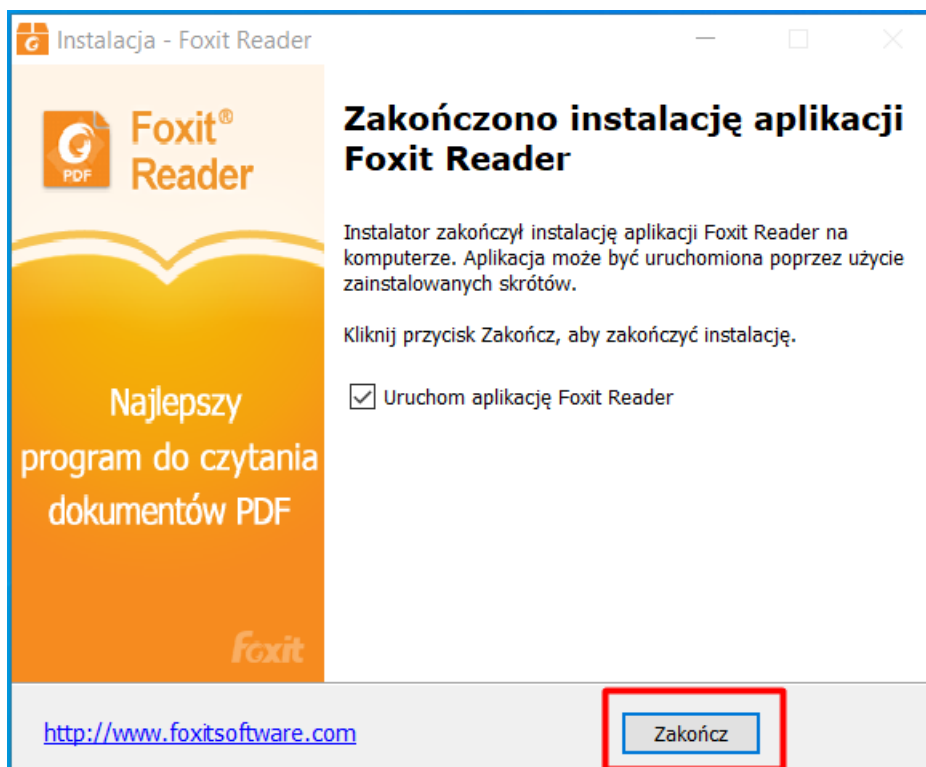 Instalacja - Foxit Reader
Foxit®
Reader
PDF
Najlepszy
program do czytania
dokumentów PDF
Foxit
Zakończono instalację aplikacji
Foxit Reader
Instalator zakończył instalację aplikacji Foxit Reader na
komputerze. Aplikacja może być uruchomiona poprzez użycie
zainstalowanych skrótów.
Kliknij przycisk Zakończ, aby zakończyć instalację.
Uruchom aplikację Foxit Reader
http://www.foxitsoftware.com
Zakończ